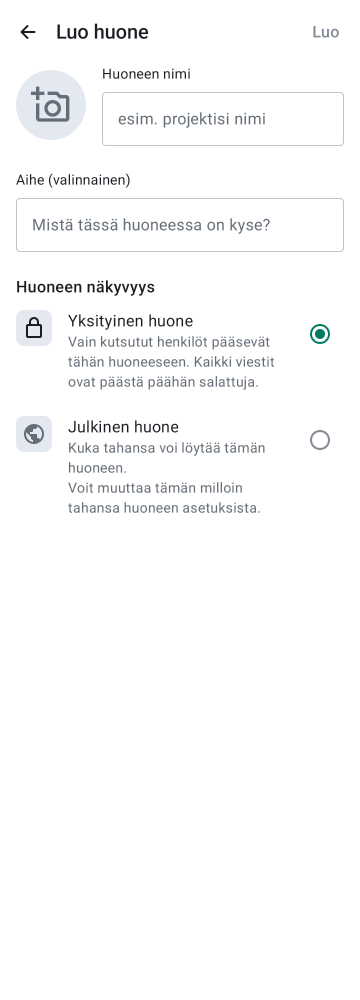 Luo huone
Luo
Huoneen nimi
esim. projektisi nimi
Aihe (valinnainen)
Mistä tässä huoneessa on kyse?
Huoneen näkyvyys
Yksityinen huone
Vain kutsutut henkilöt pääsevät
tähän huoneeseen. Kaikki viestit
ovat päästä päähän salattuja.
Julkinen huone
Kuka tahansa voi löytää tämän
huoneen.
Voit muuttaa tämän milloin
tahansa huoneen asetuksista.